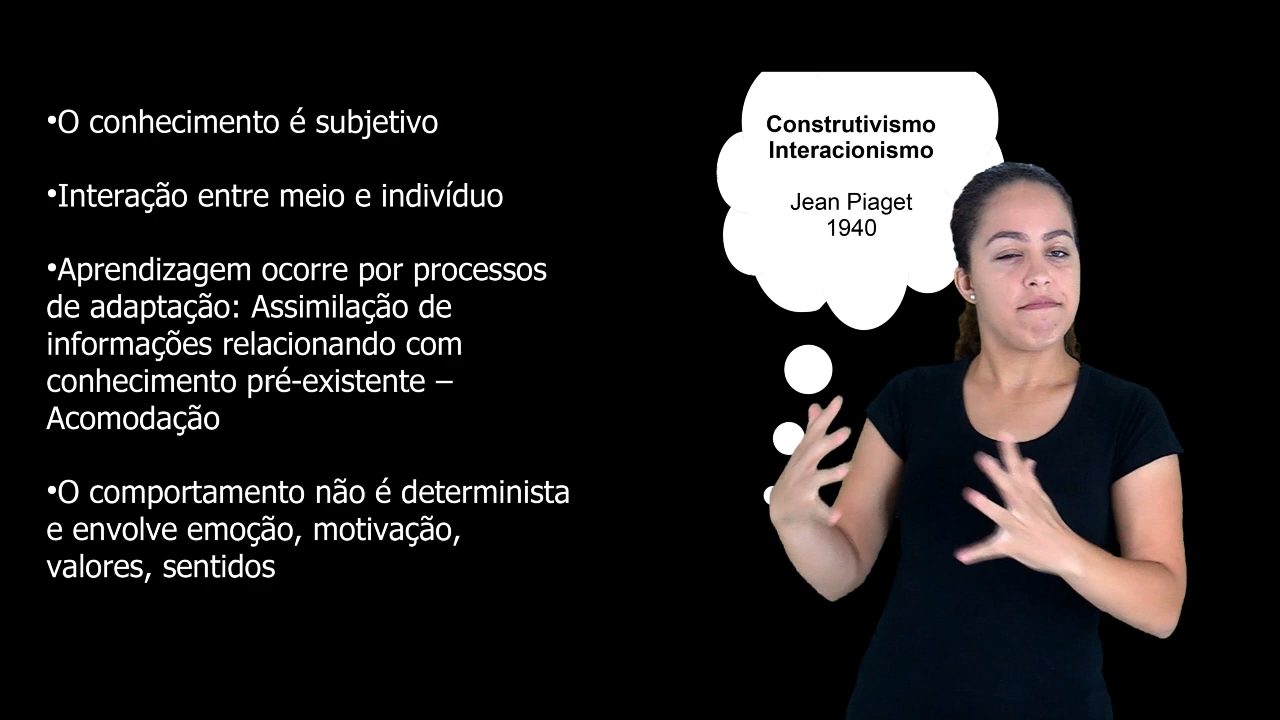 •O conhecimento é subjetivo
•Interação entre meio e indivíduo
•Aprendizagem ocorre por processos
de adaptação: Assimilação de
informações relacionando com
conhecimento pré-existente –
Acomodação
•O comportamento não é determinista
e envolve emoção, motivação,
valores, sentidos
Construtivismo
Interacionismo
Jean Piaget
1940